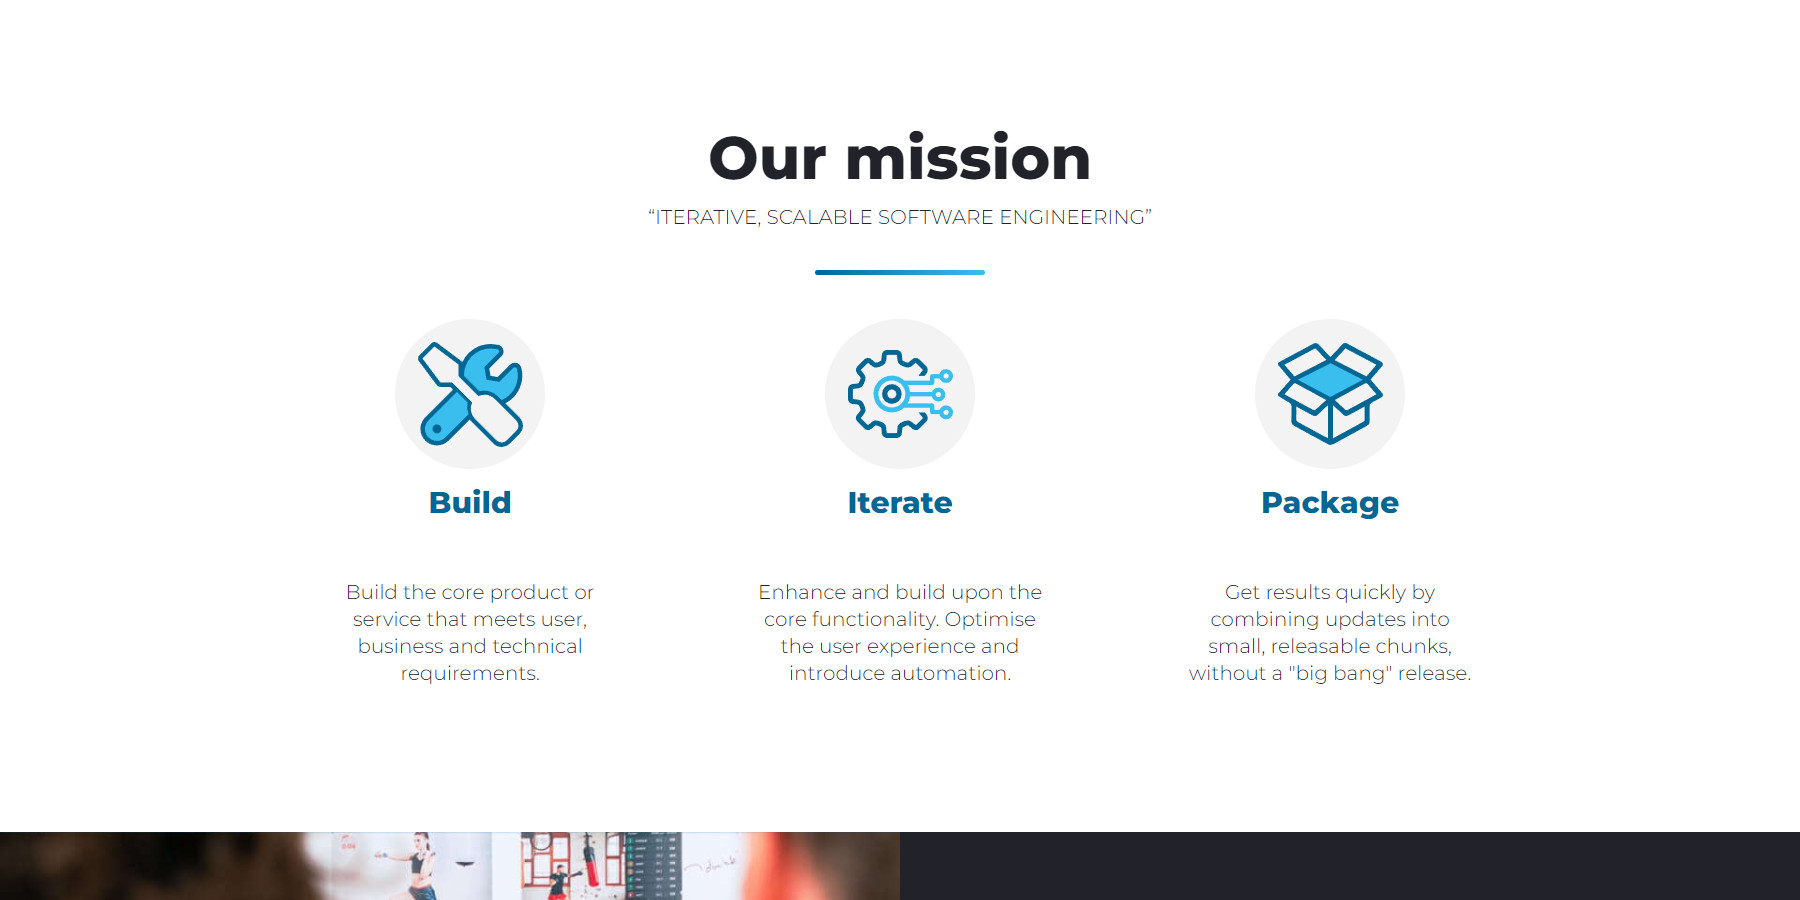 Our mission
“ITERATIVE, SCALABLE SOFTWARE ENGINEERING”
Build
Build the core product or
service that meets user,
business and technical
requirements.
Iterate
Enhance and build upon the
core functionality. Optimise
the user experience and
introduce automation.
Package
Get results quickly by
combining updates into
small, releasable chunks,
without a "big bang" release.